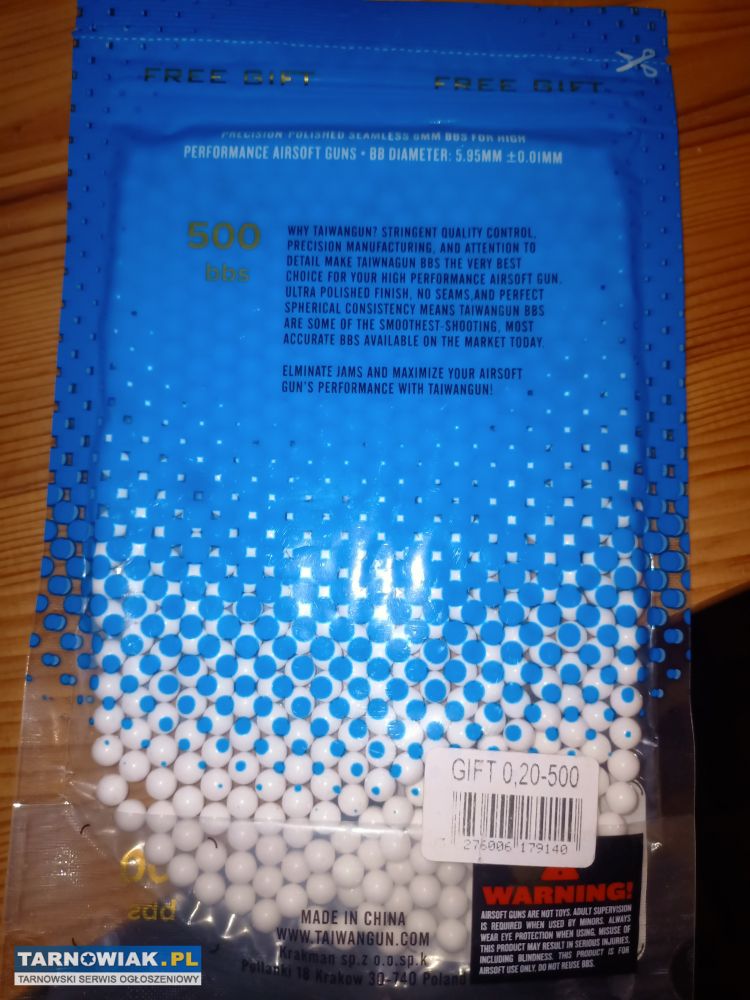 FREE GIFT FREE GIFT
PRECISION-POLISHED SEAMLESS 6MM BBS FOR HIGH
PERFORMANCE AIRSOFT GUNS • BB DIAMETER: 5.95MM ±0.01MM
500
bbs
WHY TAIWANGUN? STRINGENT QUALITY CONTROL,
PRECISION MANUFACTURING, AND ATTENTION TO
DETAIL MAKE TAIWNAGUN BBS THE VERY BEST
CHOICE FOR YOUR HIGH PERFORMANCE AIRSOFT GUN.
ULTRA POLISHED FINISH, NO SEAMS,AND PERFECT
SPHERICAL CONSISTENCY MEANS TAIWANGUN BBS
ARE SOME OF THE SMOOTHEST-SHOOTING, MOST
ACCURATE BBS AVAILABLE ON THE MARKET TODAY.
ELMINATE JAMS AND MAXIMIZE YOUR AIRSOFT
GUN'S PERFORMANCE WITH TAIWANGUN!
GIFT 0,20-500
276006 179140
MADE IN CHINA
WWW.TAIWANGUN.COM
Krakman sp.z o.o.sp.k
18 Krakow 30-740 Poland
WARNING!
AIRSOFT GUNS ARE NOT TOYS. ADULT SUPERVISION
IS REQUIRED WHEN USED BY MINORS. ALWAYS
WEAR EYE PROTECTION WHEN USING. MISUSE OF
THIS PRODUCT MAY RESULT IN SERIOUS INJURIES,
INCLUDING BLINDNESS. THIS PRODUCT IS FOR
AIRSOFT USE ONLY, DO NOT REUSE BBS.
TARNOWIAK.PL
TARNOWSKI SERWIS OGŁOSZENIOWY